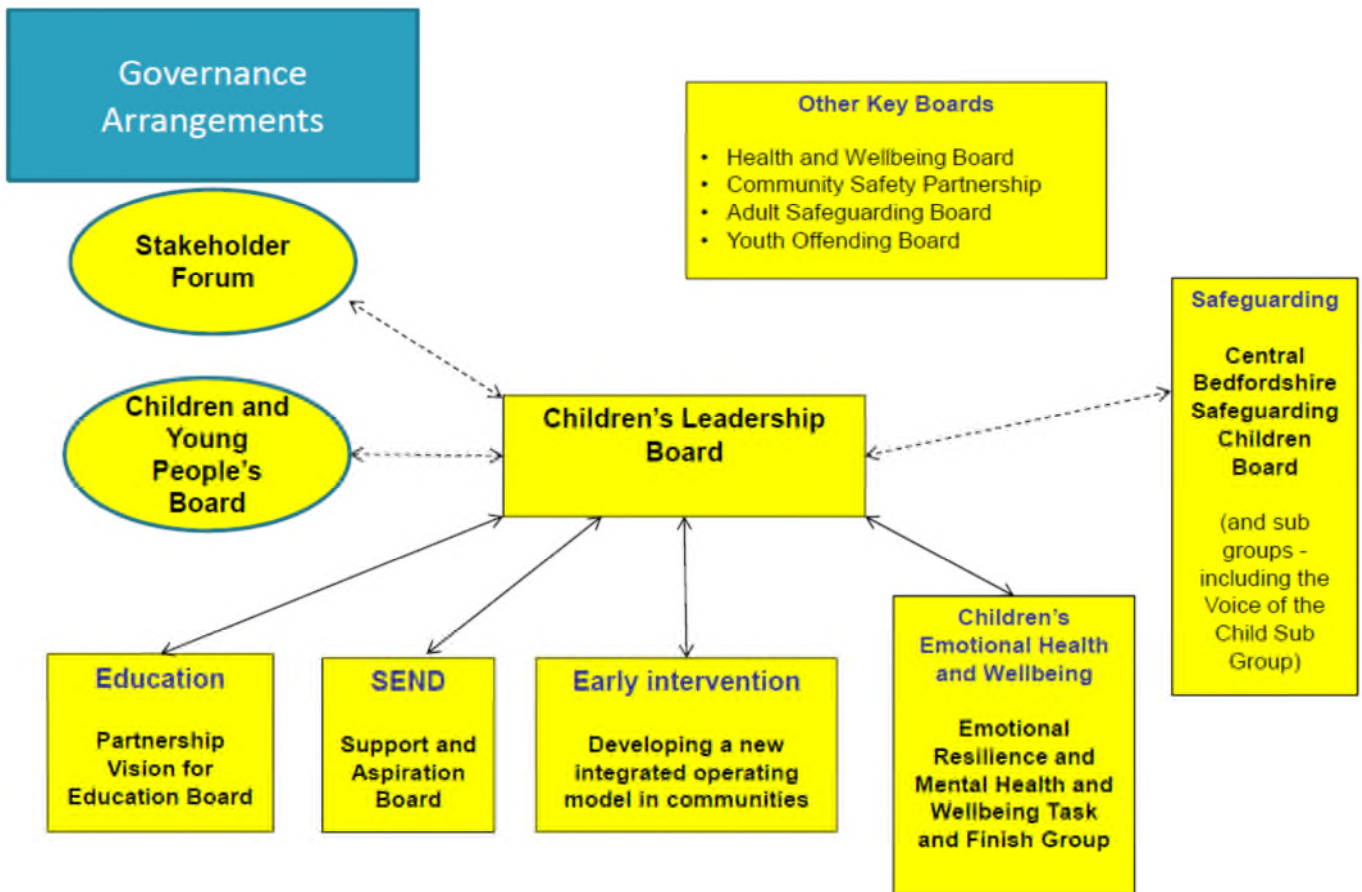 Governance
Arrangements
Other Key Boards
• Health and Wellbeing Board
• Community Safety Partnership
• Adult Safeguarding Board
• Youth Offending Board
Stakeholder
Forum
Children and
Young
People's
Board
Children's Leadership
Board
Safeguarding
Central
Bedfordshire
Safeguarding
Children
Board
(and sub
groups -
including the
Voice of the
Child Sub
Group)
Education
Partnership
Vision for
Education Board
SEND
Support and
Aspiration
Board
Early intervention
Developing a new
integrated operating
model in communities
Children's
Emotional Health
and Wellbeing
Emotional
Resilience and
Mental Health and
Wellbeing Task
and Finish Group